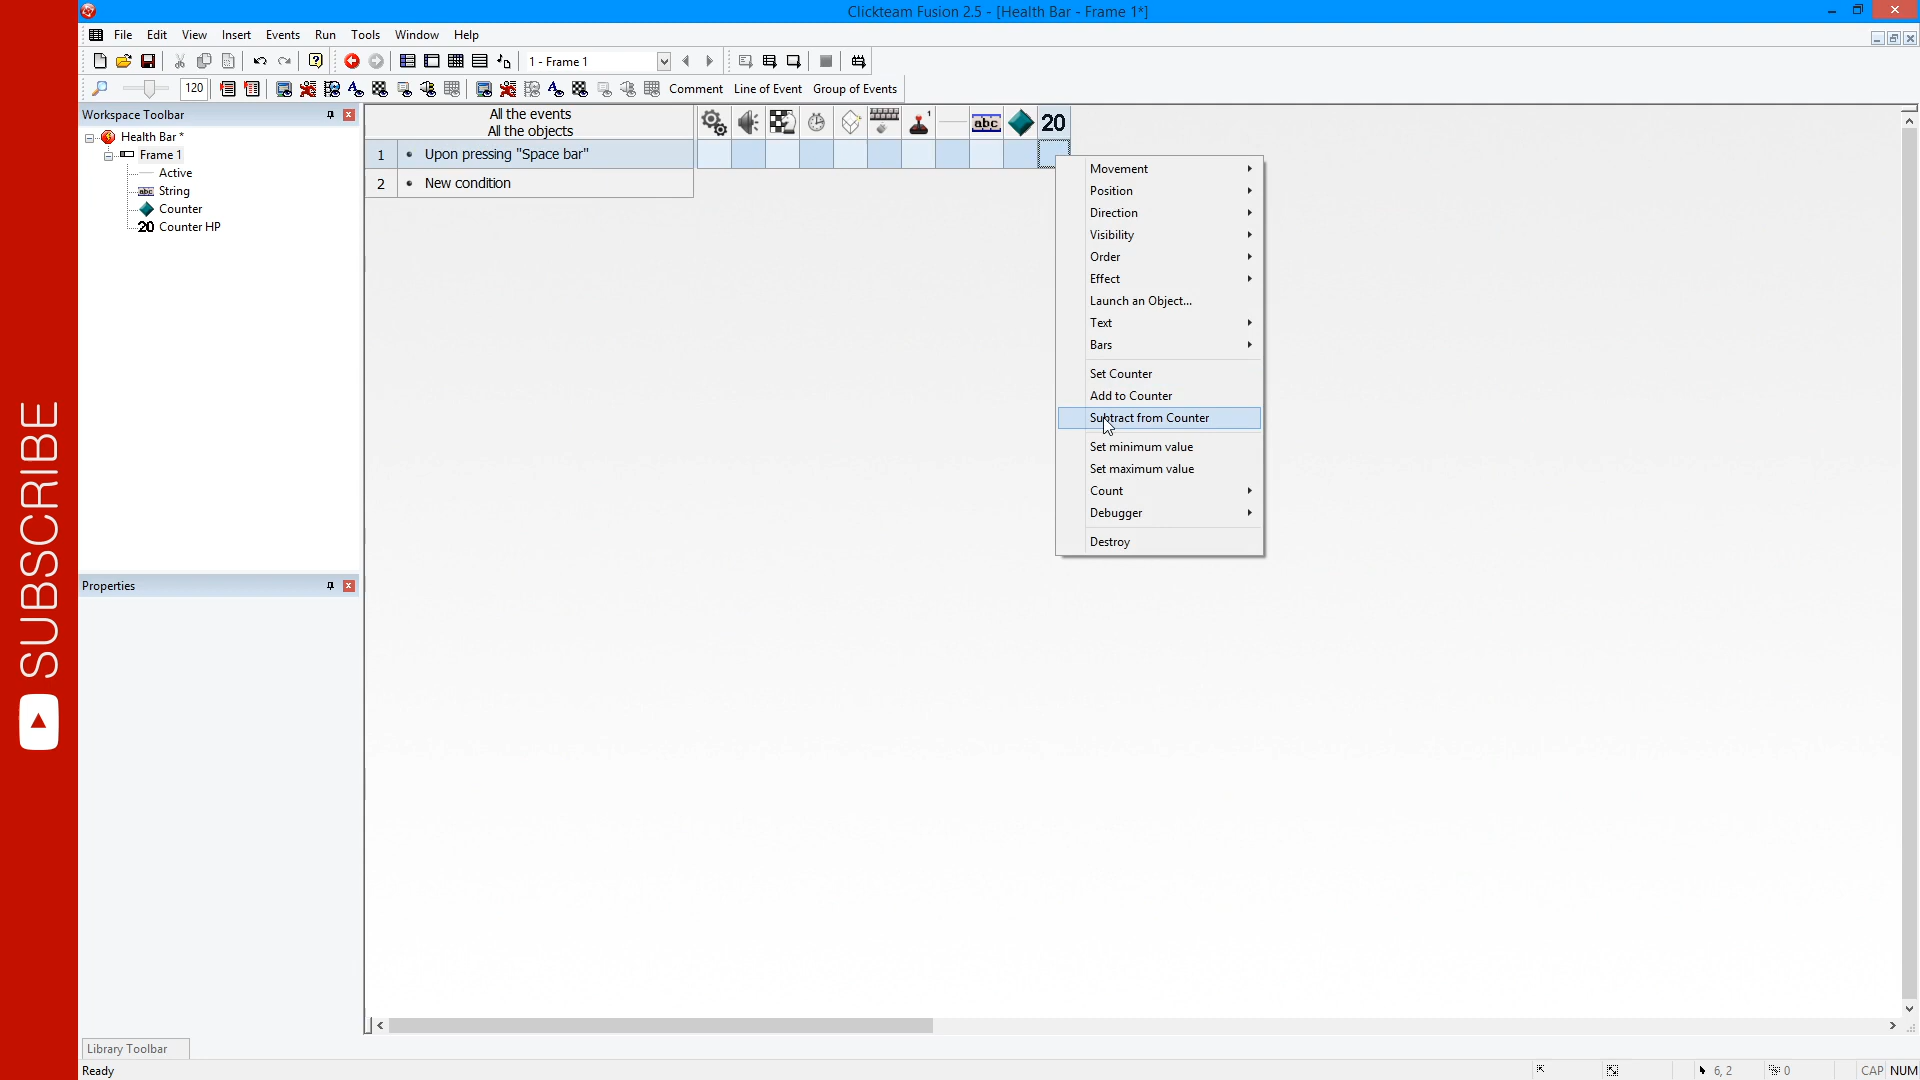 Clickteam Fusion 2.5 - [Health Bar - Frame 1*]
File Edit View Insert Events Run Tools Window Help
1 - Frame 1
120 Comment Line of Event Group of Events
Workspace Toolbar
Health Bar *
Frame 1
Active
String
Counter
20 Counter HP
Properties
Library Toolbar
Ready
All the events
All the objects
abc 20
1 • Upon pressing "Space bar"
2 • New condition
Movement
Position
Direction
Visibility
Order
Effect
Launch an Object...
Text
Bars
Set Counter
Add to Counter
Subtract from Counter
Set minimum value
Set maximum value
Count
Debugger
Destroy
6, 2 0 CAP NUM
SUBSCRIBE